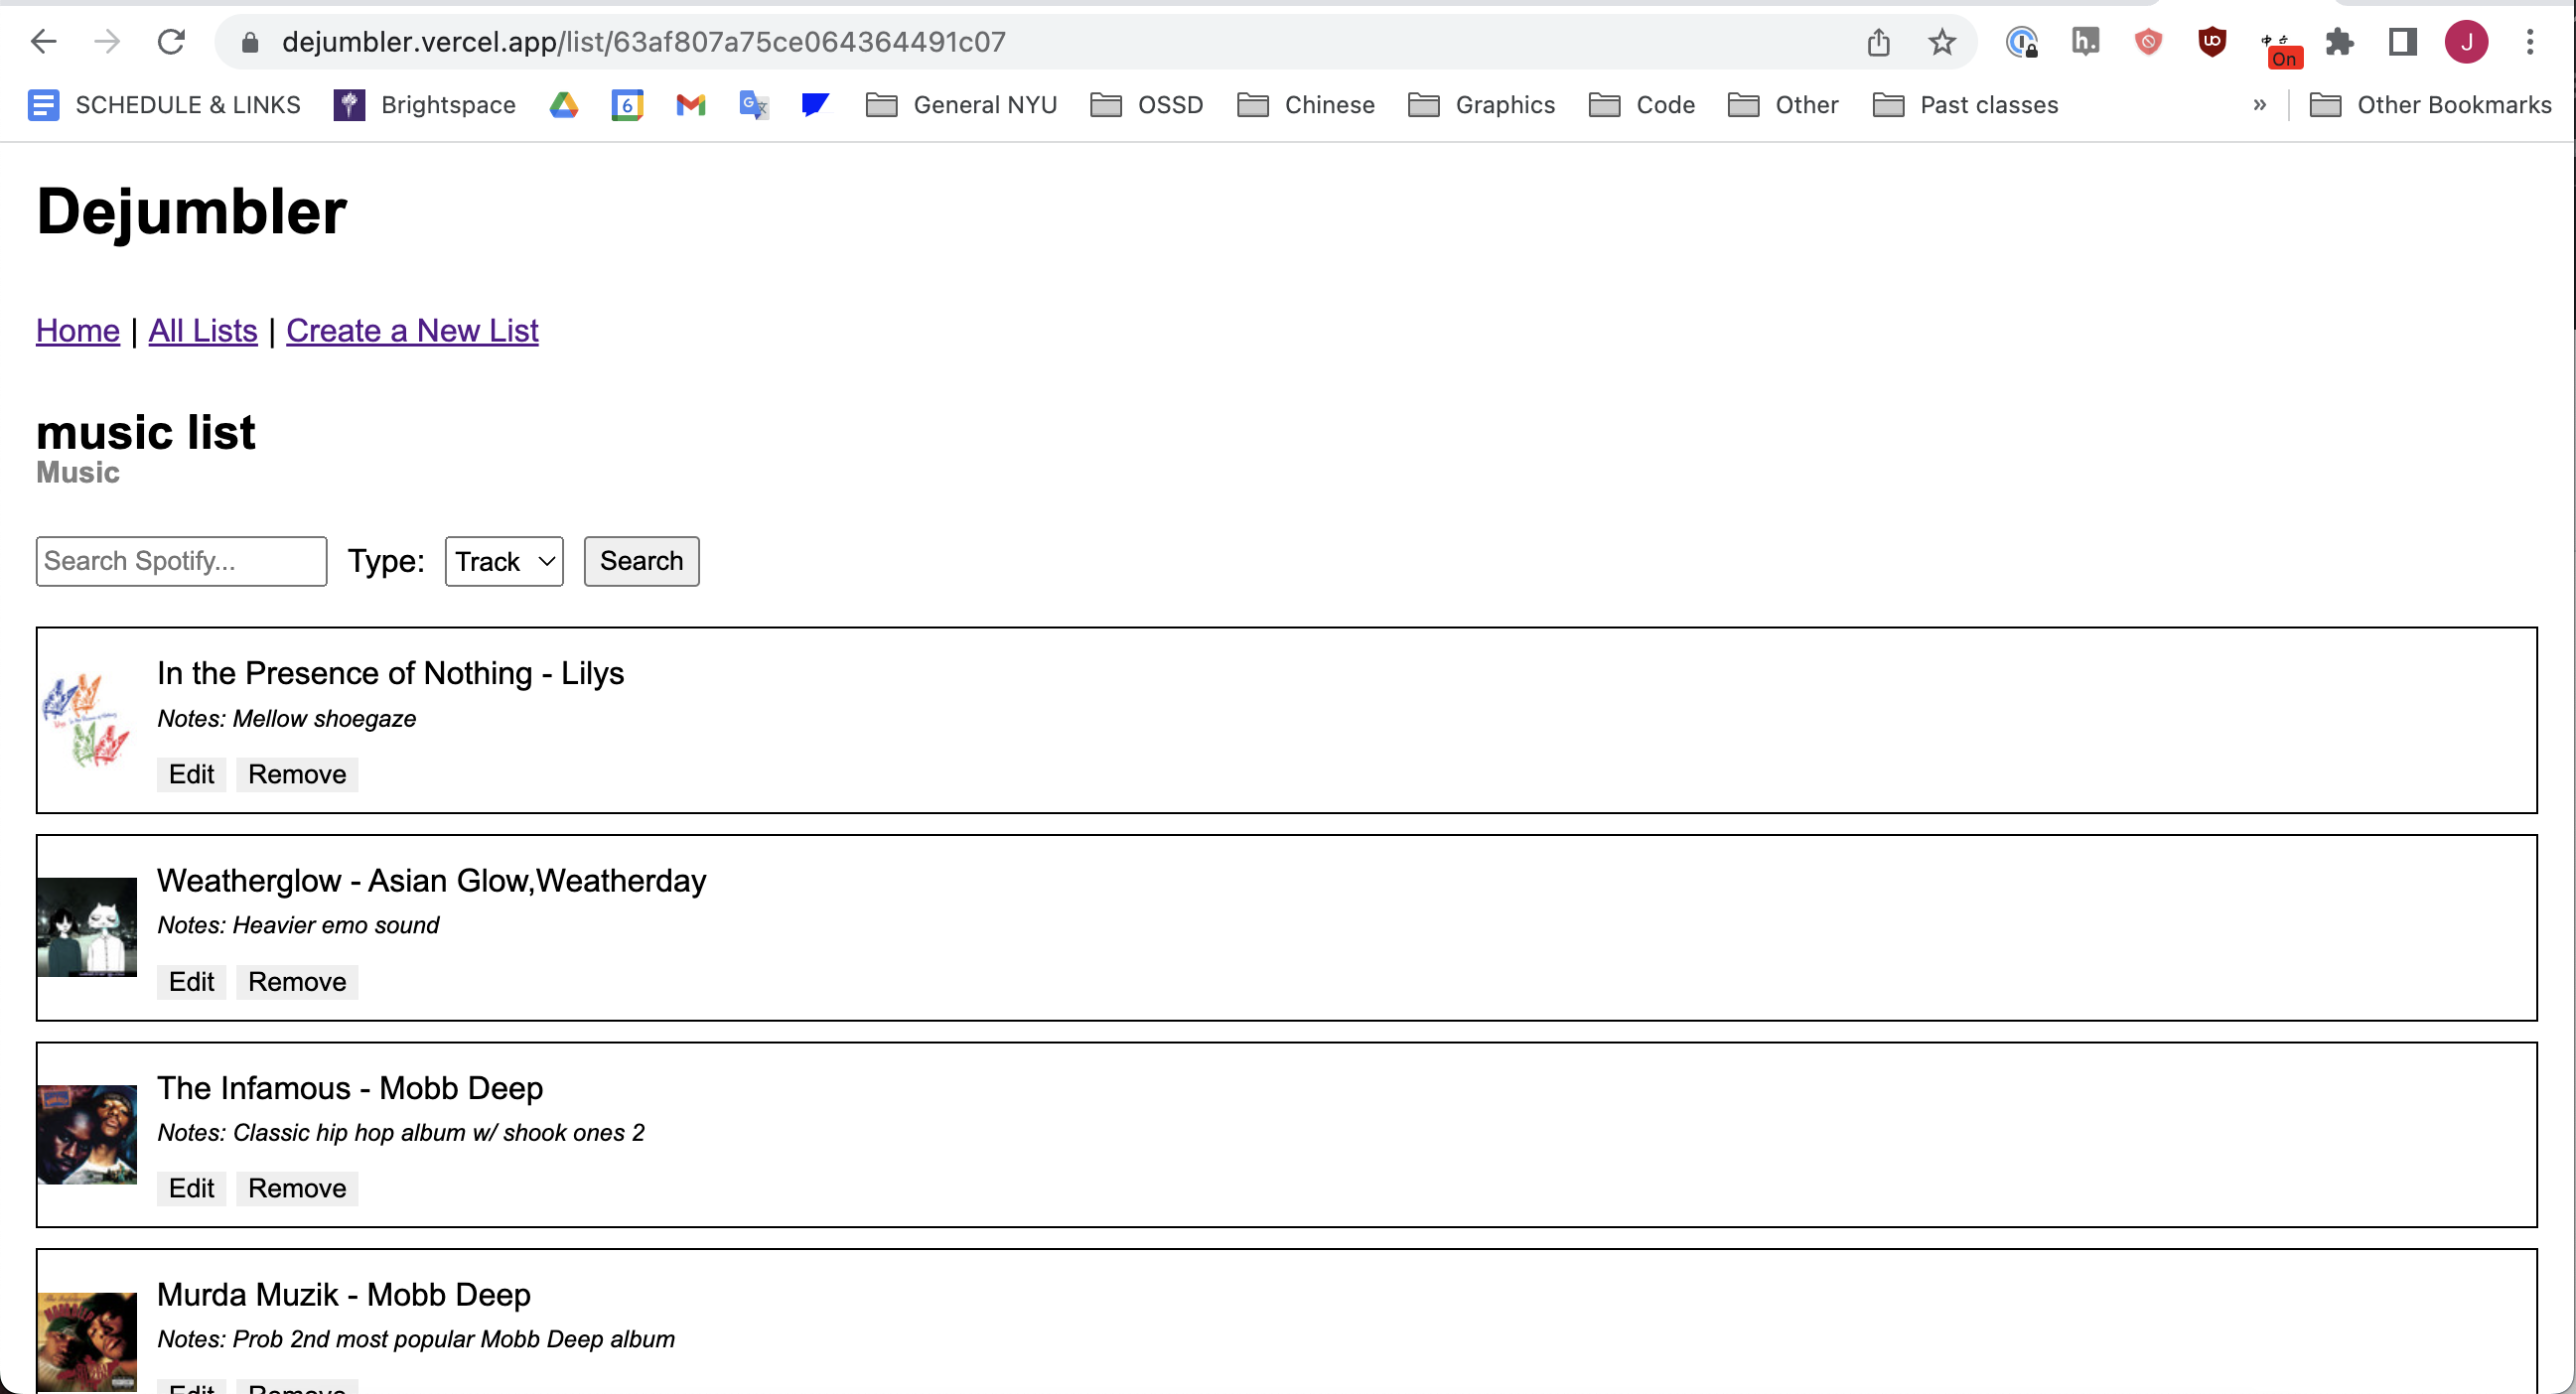 dejumbler.vercel.app/list/63af807a75ce064364491c07
h.
On
J
SCHEDULE & LINKS Brightspace 6 General NYU OSSD Chinese Graphics Code Other Past classes » Other Bookmarks
Dejumbler
Home | All Lists | Create a New List
music list
Music
Search Spotify... Type: Track Search
In the Presence of Nothing - Lilys
Notes: Mellow shoegaze
Edit Remove
Weatherglow - Asian Glow,Weatherday
Notes: Heavier emo sound
Edit Remove
The Infamous - Mobb Deep
Notes: Classic hip hop album w/ shook ones 2
Edit Remove
Murda Muzik - Mobb Deep
Notes: Prob 2nd most popular Mobb Deep album
Edit Remove